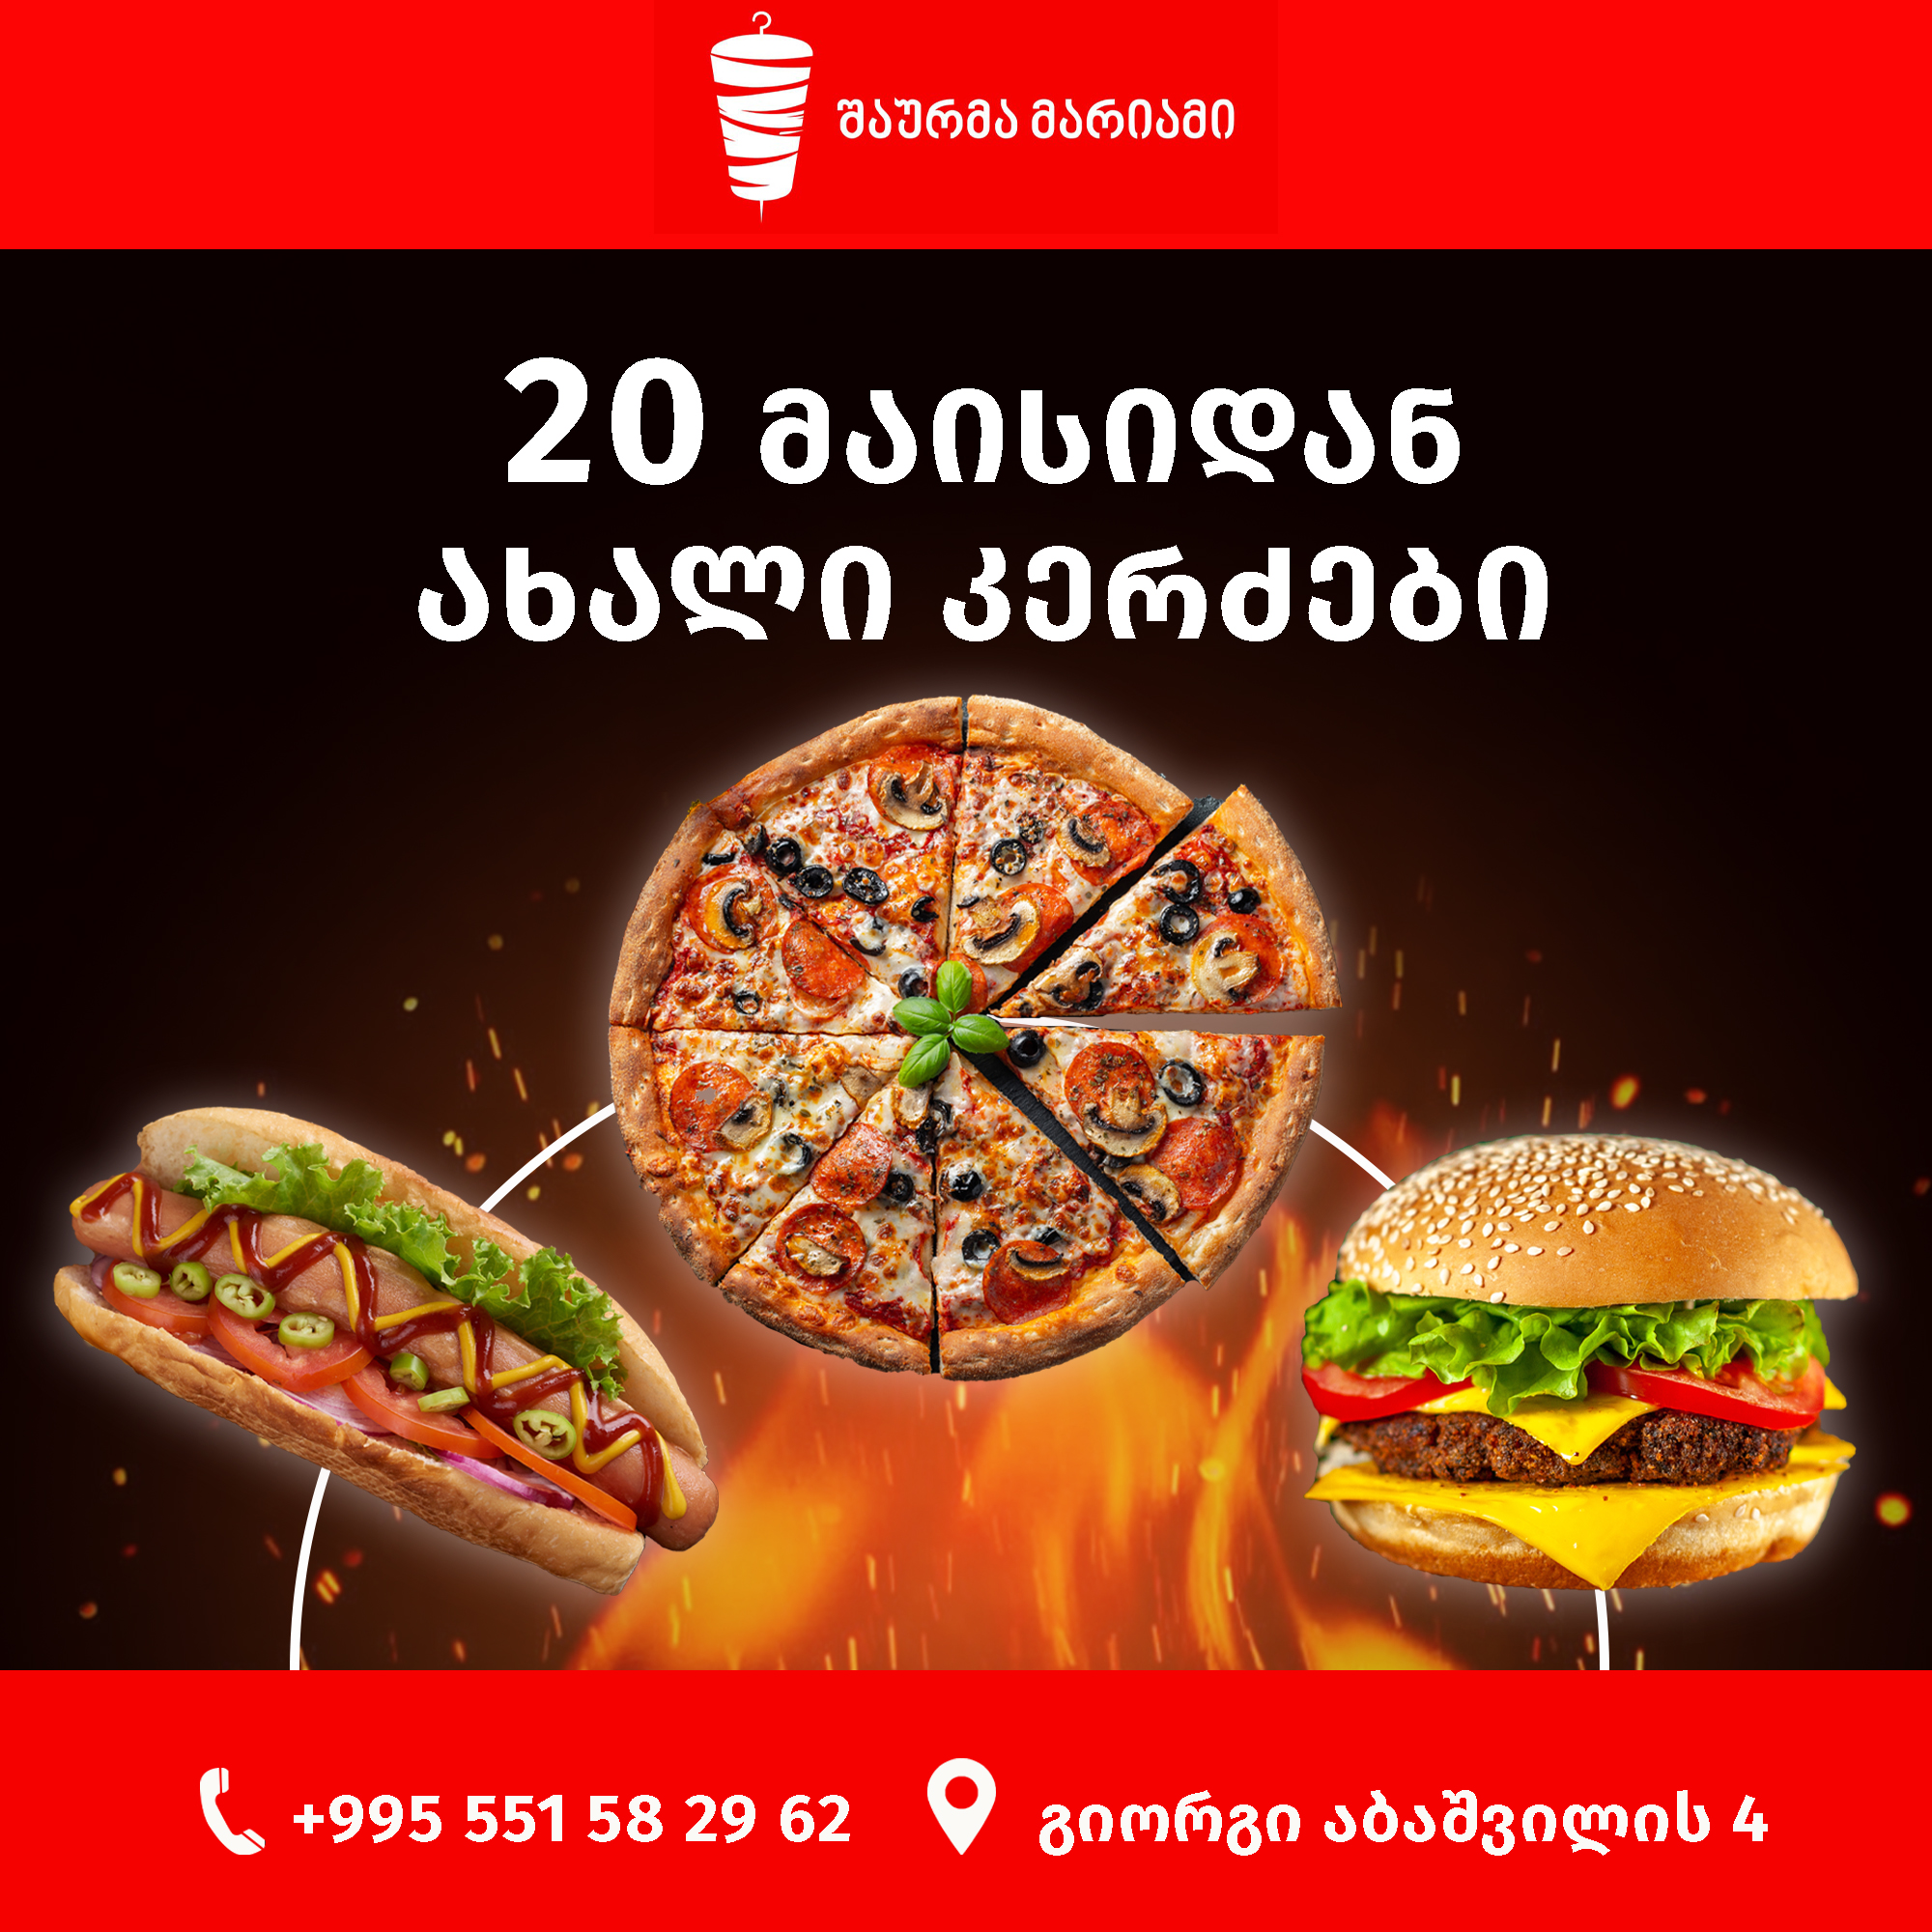 შაურმა მარიამი
20 მაისიდან
ახალი კერძები
+995 551 58 29 62
გიორგი აბაშვილის 4